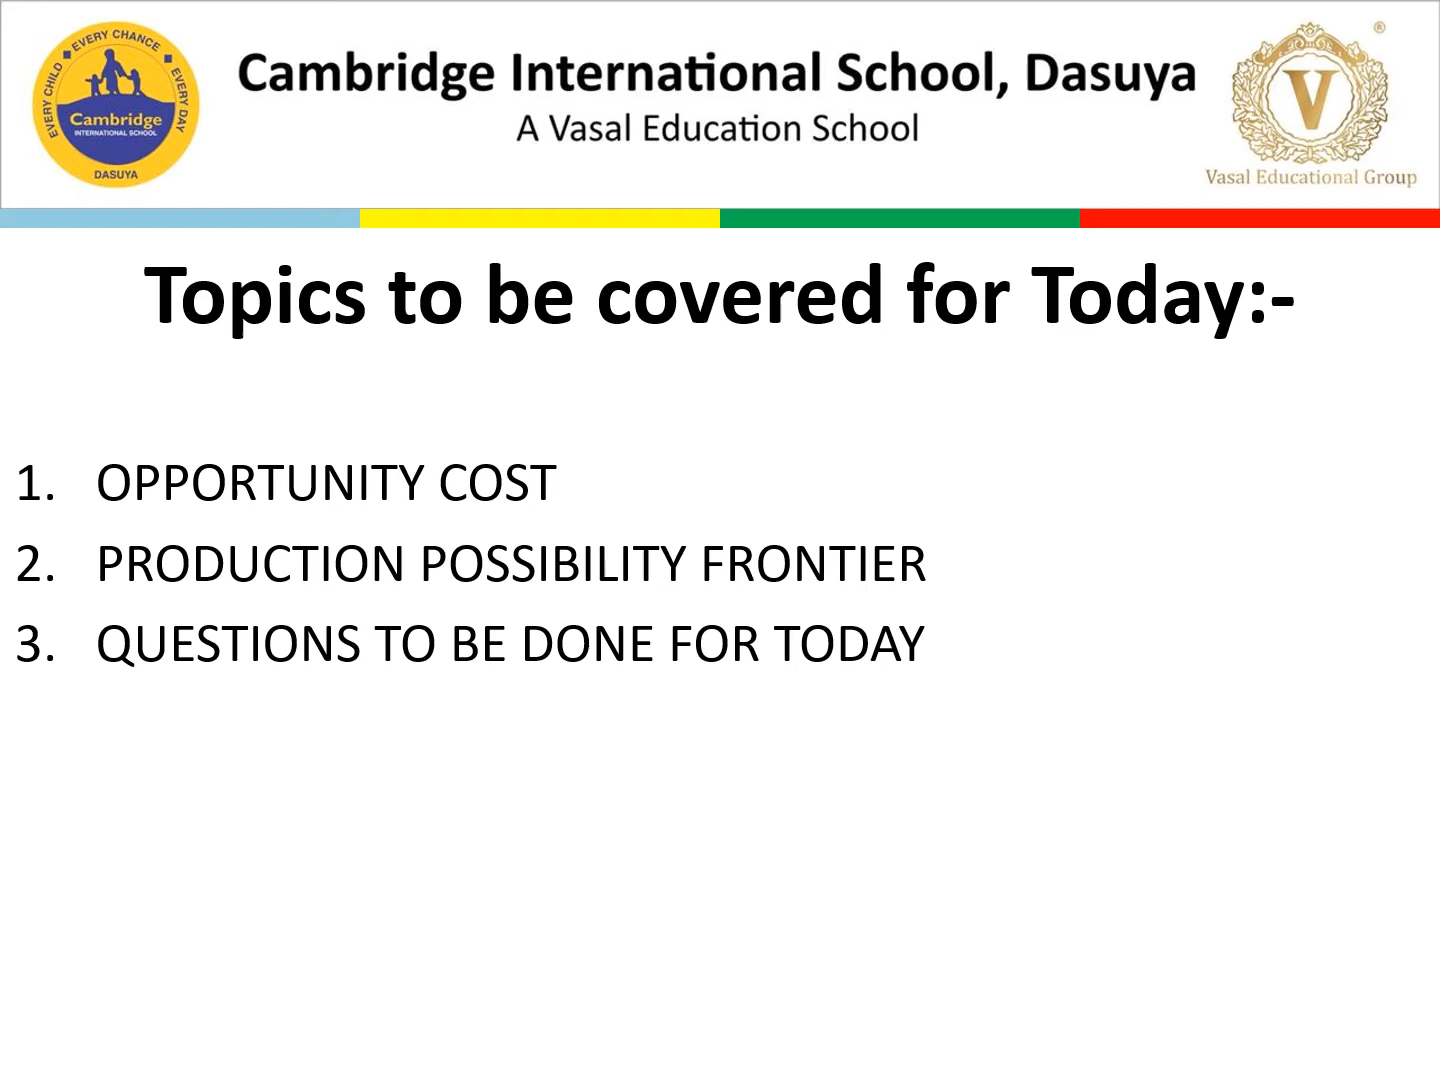 EVERY CHILD EVERY CHANCE EVERY DAY
Cambridge
INTERNATIONAL SCHOOL
DASUYA
Cambridge International School, Dasuya
A Vasal Education School
®
V
Vasal Educational Group
Topics to be covered for Today:-
1. OPPORTUNITY COST
2. PRODUCTION POSSIBILITY FRONTIER
3. QUESTIONS TO BE DONE FOR TODAY